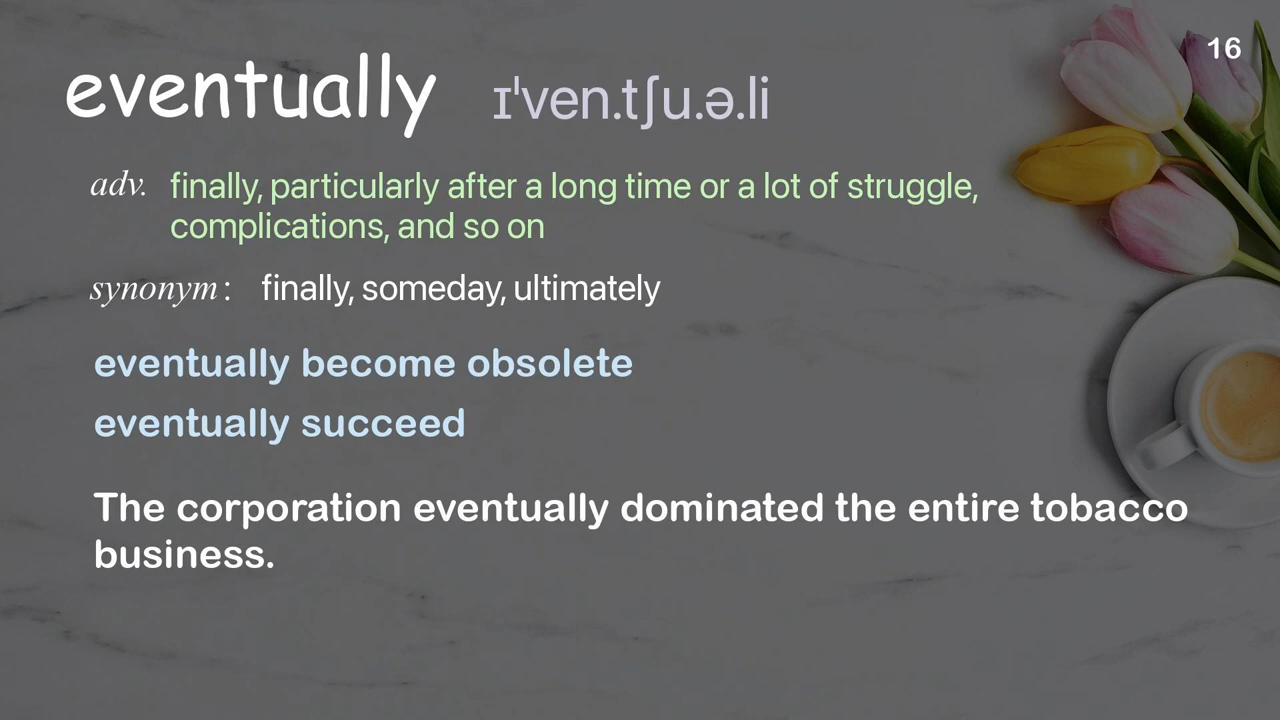 16
eventually ɪˈven.tʃu.ə.li
adv. finally, particularly after a long time or a lot of struggle,
complications, and so on
synonym: finally, someday, ultimately
eventually become obsolete
eventually succeed
The corporation eventually dominated the entire tobacco
business.